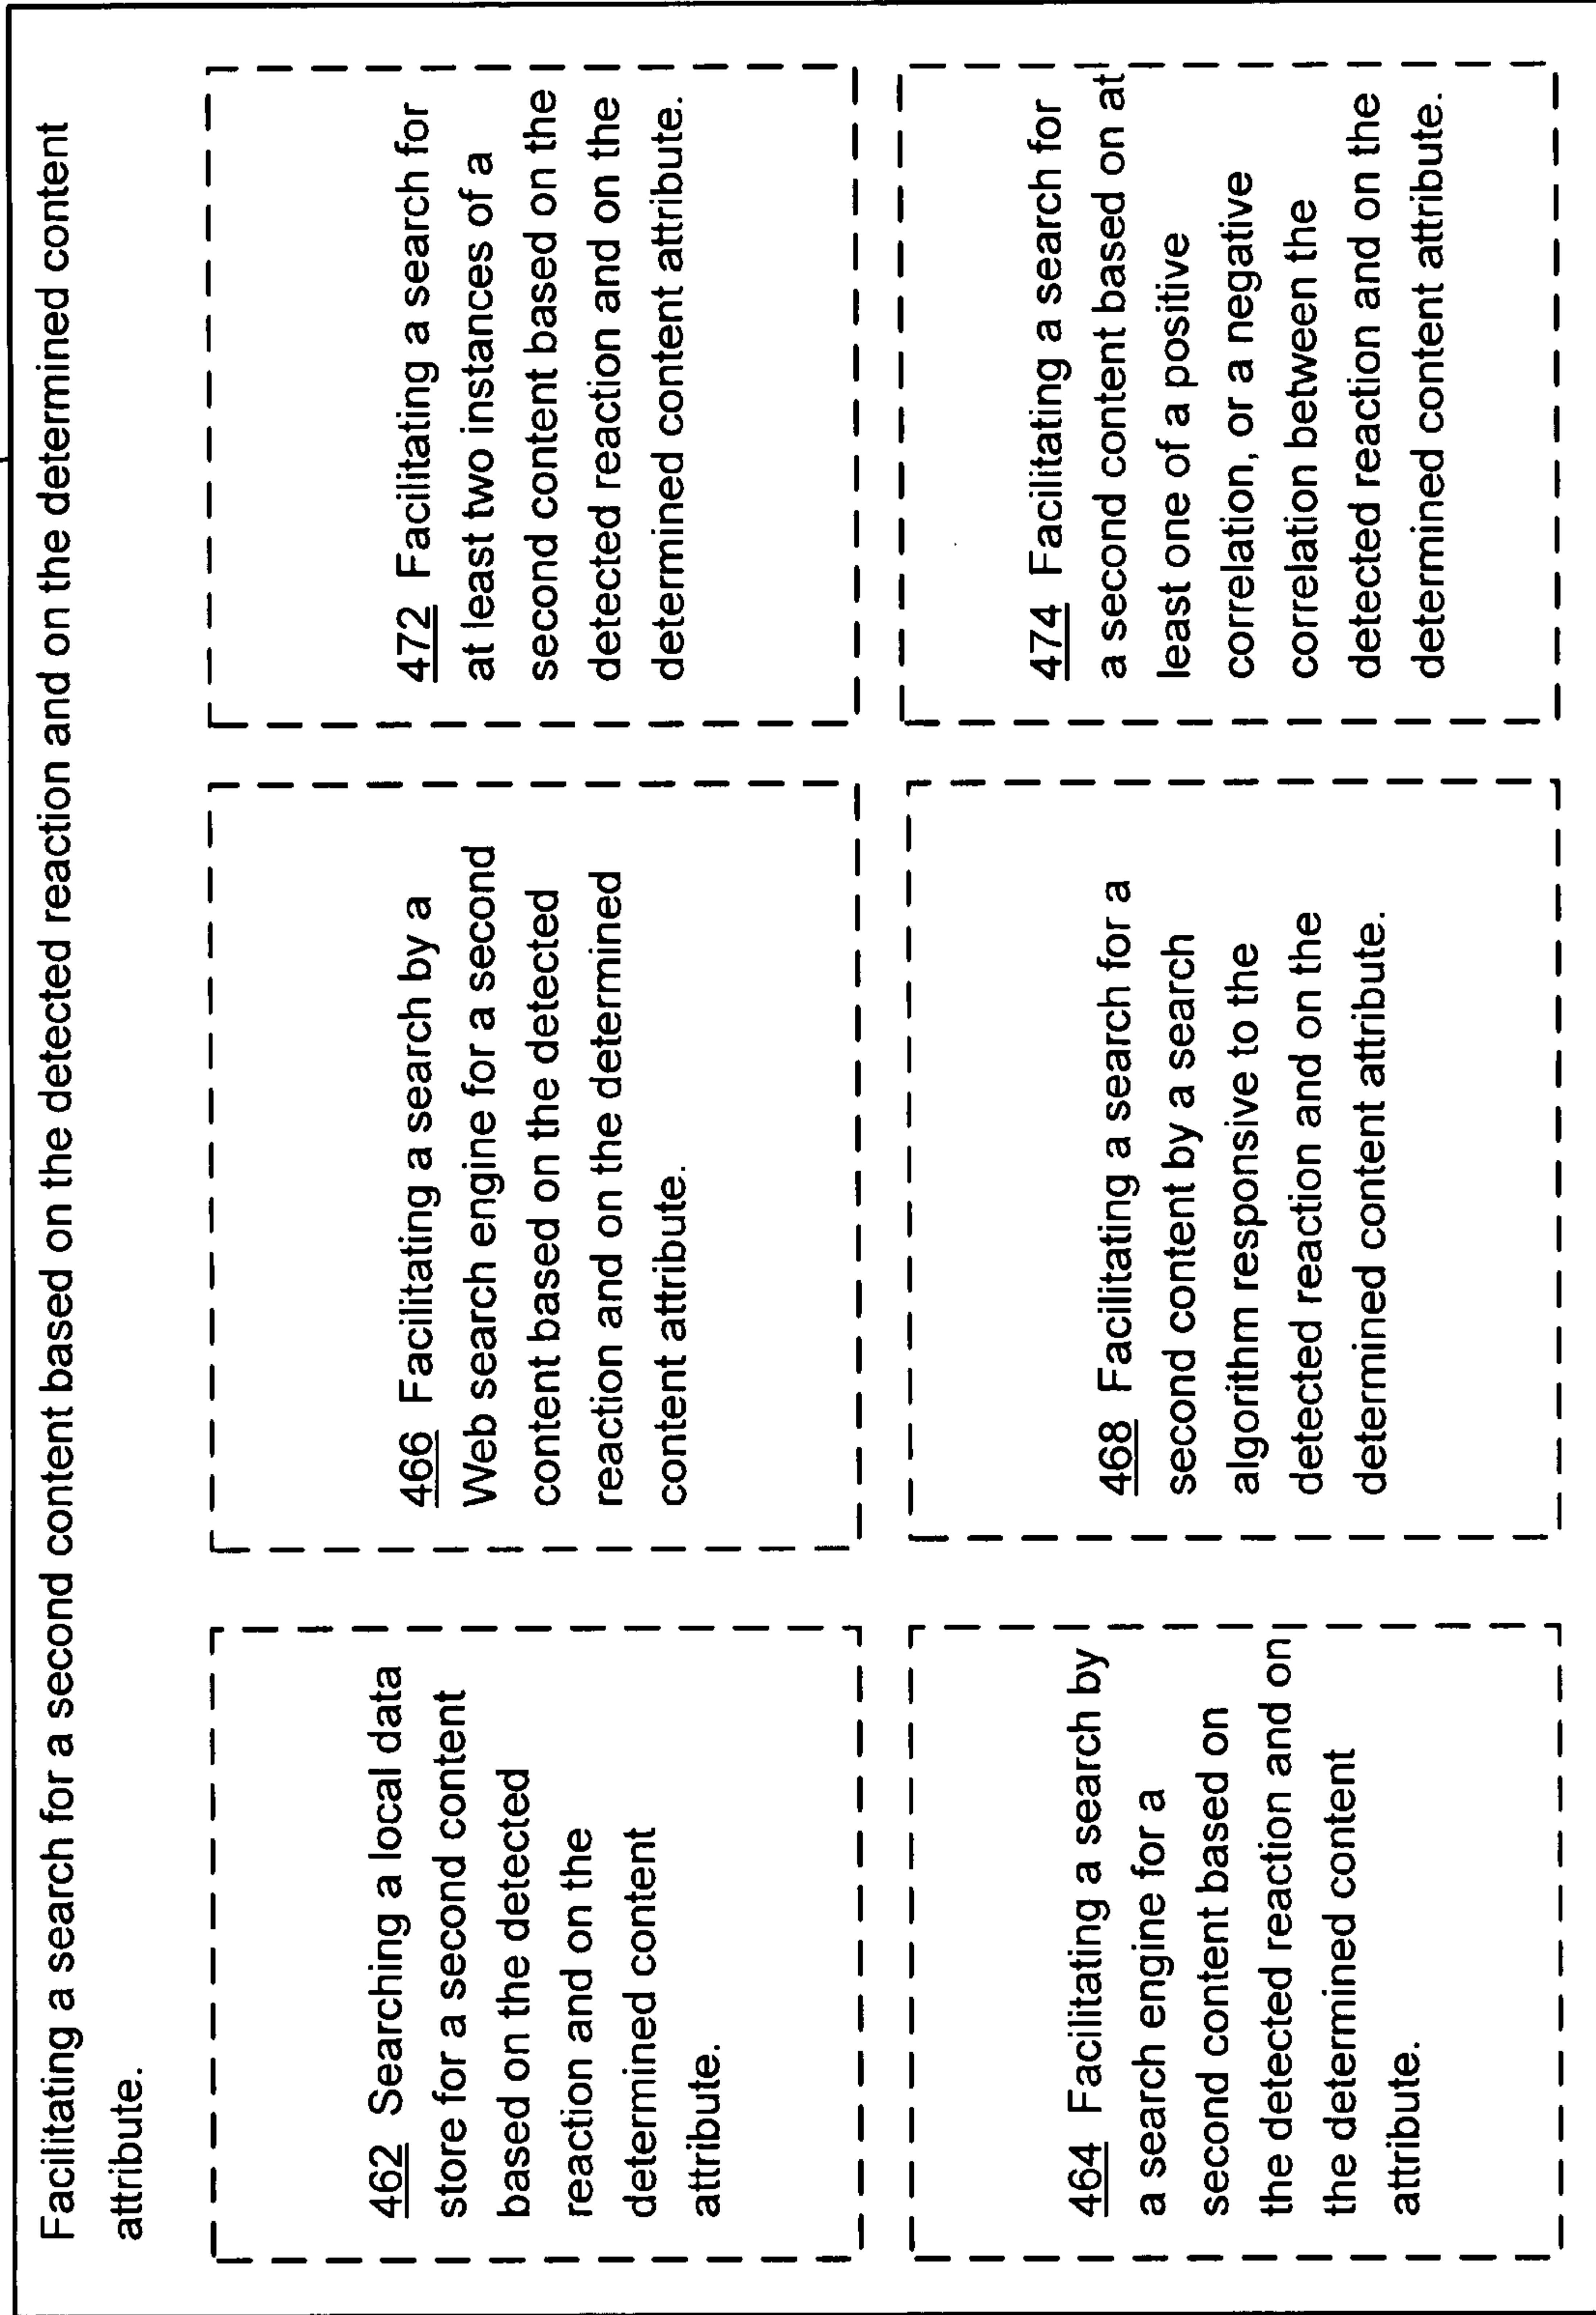 Facilitating a search for a second content based on the detected reaction and on the determined content
attribute.
462 Searching a local data
store for a second content
based on the detected
reaction and on the
determined content
attribute.
464 Facilitating a search by
a search engine for a
second content based on
the detected reaction and on
the determined content
attribute.
466 Facilitating a search by a
Web search engine for a second
content based on the detected
reaction and on the determined
content attribute.
468 Facilitating a search for a
second content by a search
algorithm responsive to the
detected reaction and on the
determined content attribute.
472 Facilitating a search for
at least two instances of a
second content based on the
detected reaction and on the
determined content attribute.
474 Facilitating a search for
a second content based on at
least one of a positive
correlation, or a negative
correlation between the
detected reaction and on the
determined content attribute.